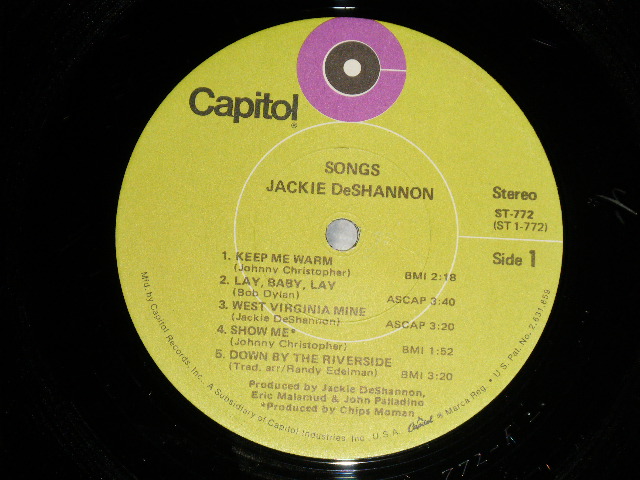 Capitol®
SONGS
JACKIE DeSHANNON
Stereo
ST-772
(ST1-772)
Side 1
1. KEEP ME WARM
(Johnny Christopher) BMI 2:18
2. LAY, BABY, LAY
(Bob Dylan) ASCAP 3:40
3. WEST VIRGINIA MINE
(Jackie DeShannon) ASCAP 3:20
4. SHOW ME*
(Johnny Christopher) BMI 1:52
5. DOWN BY THE RIVERSIDE
(Trad. arr/Randy Edelman) BMI 3:20
Produced by Jackie DeShannon,
Eric Malamud & John Palladino
*Produced by Chips Moman
Mfd. by Capitol Records, Inc., A Subsidiary of Capitol Industries, Inc., U.S.A. Capitol ® Marca Reg. • U.S. Pat. No. 2,631,859